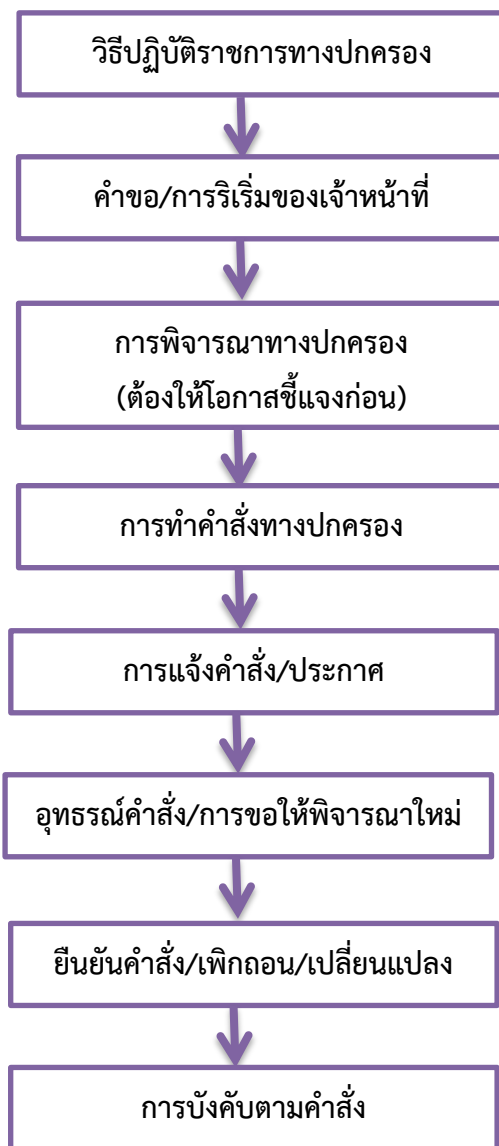 วิธีปฏิบัติราชการทางปกครอง
คำขอ/การริเริ่มของเจ้าหน้าที่
การพิจารณาทางปกครอง
(ต้องให้โอกาสชี้แจงก่อน)
การทำคำสั่งทางปกครอง
การแจ้งคำสั่ง/ประกาศ
อุทธรณ์คำสั่ง/การขอให้พิจารณาใหม่
ยืนยันคำสั่ง/เพิกถอน/เปลี่ยนแปลง
การบังคับตามคำสั่ง